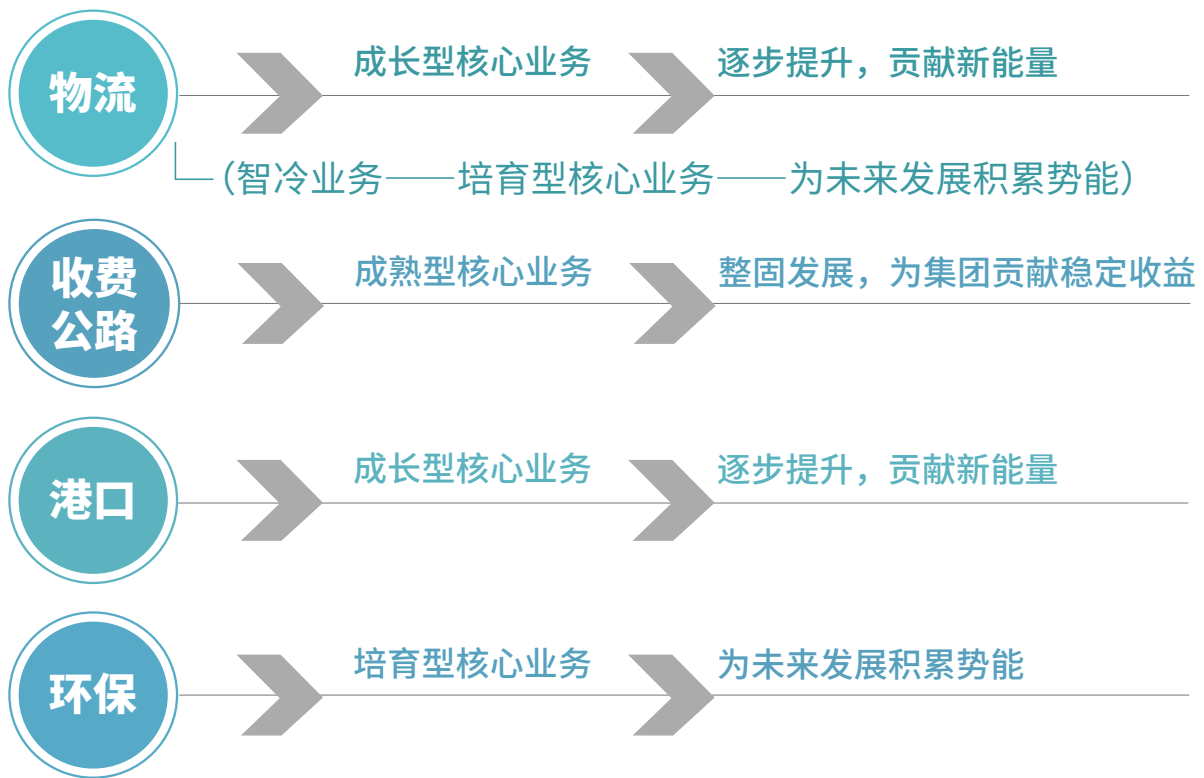 物流
成长型核心业务
逐步提升，贡献新能量
（智冷业务——培育型核心业务——为未来发展积累势能）
收费
公路
成熟型核心业务
整固发展，为集团贡献稳定收益
港口
成长型核心业务
逐步提升，贡献新能量
环保
培育型核心业务
为未来发展积累势能